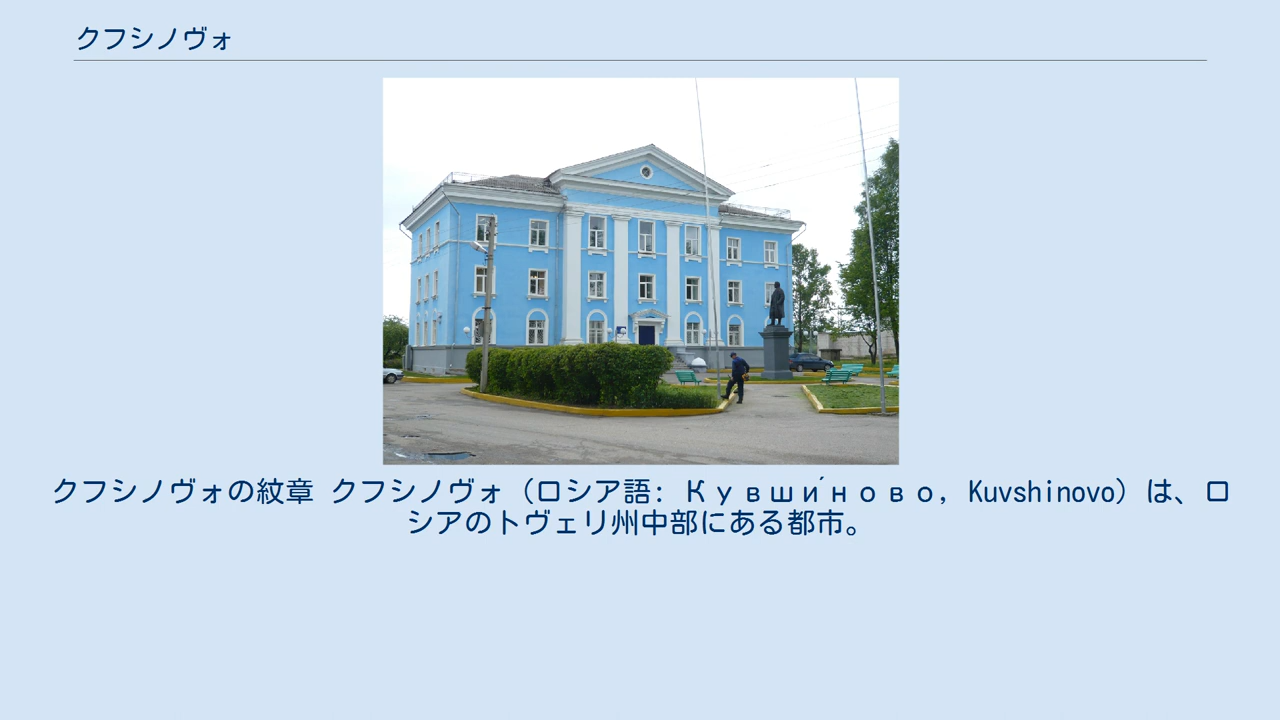 クフシノヴォ
クフシノヴォの紋章 クフシノヴォ（ロシア語: Кувши́ново, Kuvshinovo）は、ロ
シアのトヴェリ州中部にある都市。